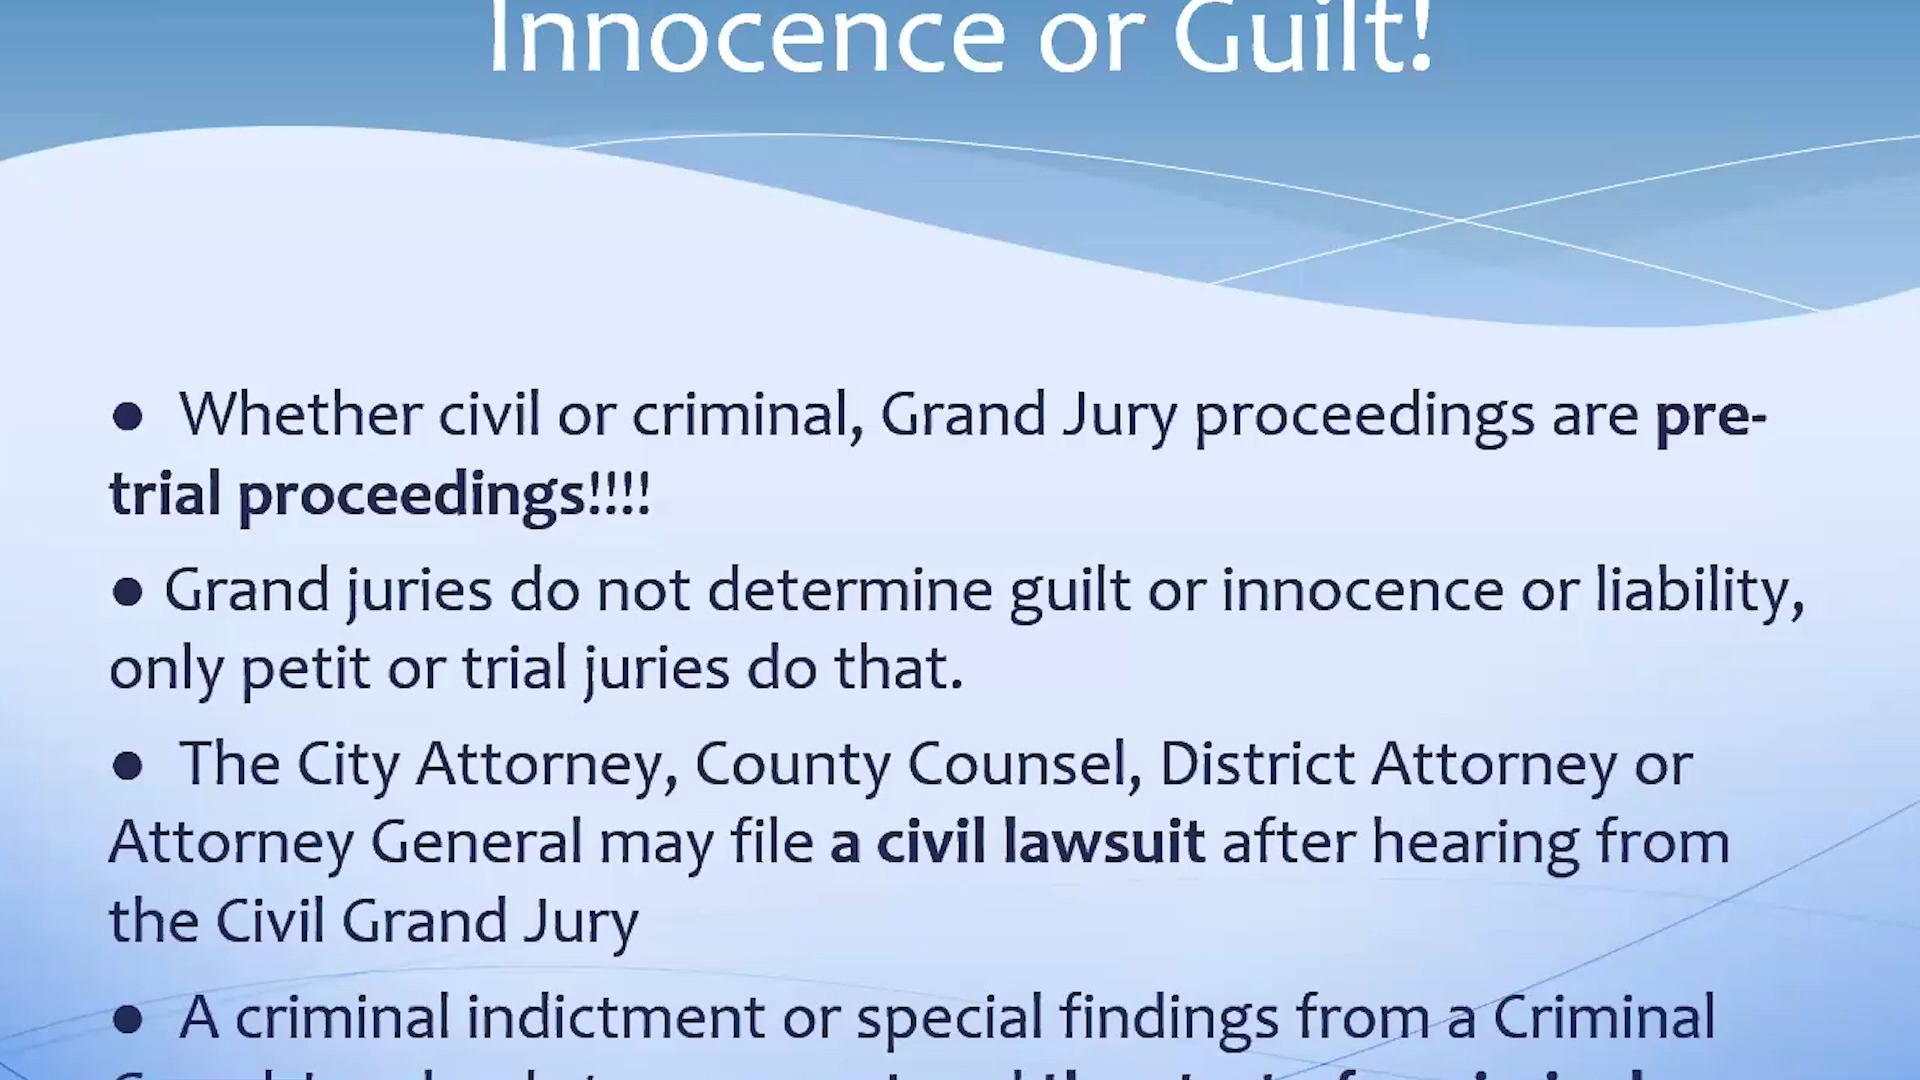 Innocence or Guilt!
● Whether civil or criminal, Grand Jury proceedings are pre-
trial proceedings!!!!
● Grand juries do not determine guilt or innocence or liability,
only petit or trial juries do that.
● The City Attorney, County Counsel, District Attorney or
Attorney General may file a civil lawsuit after hearing from
the Civil Grand Jury
● A criminal indictment or special findings from a Criminal